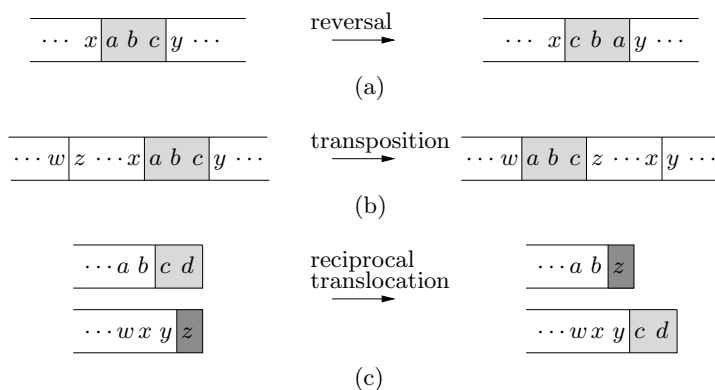 reversal
··· x a b c y ···
··· x c b a y ···
(a)
transposition
··· w z ··· x a b c y ···
··· w a b c z ··· x y ···
(b)
reciprocal
translocation
··· a b c d
··· a b z
··· w x y z
··· w x y c d
(c)